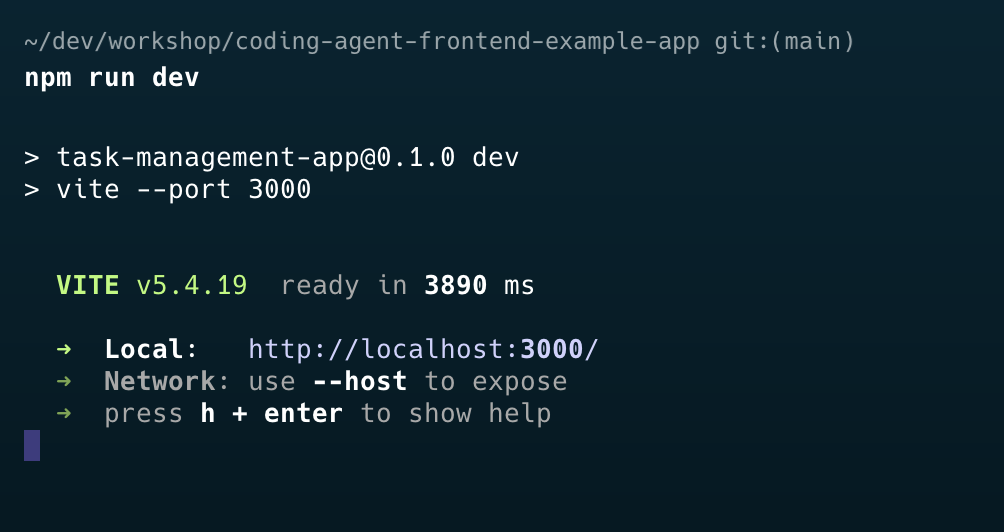 ~/dev/workshop/coding-agent-frontend-example-app git:(main)
npm run dev
> task-management-app@0.1.0 dev
> vite --port 3000
VITE v5.4.19 ready in 3890 ms
➜ Local: http://localhost:3000/
➜ Network: use --host to expose
➜ press h + enter to show help